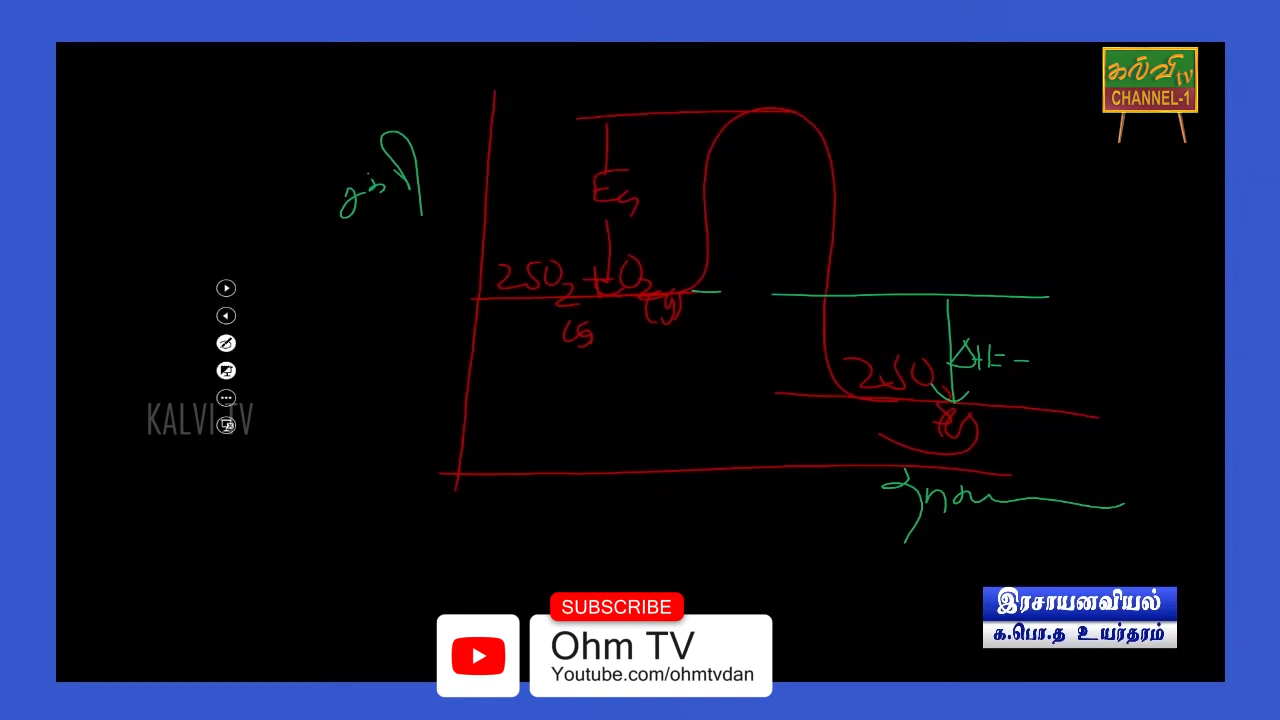 கல்வி TV
CHANNEL-1
சக்தி
Ea
2SO2 + O2
(g)
(g)
ΔH = -
2SO3
(g)
KALVI TV
இரசாயனவியல்
க.பொ.த உயர்தரம்
SUBSCRIBE
Ohm TV
Youtube.com/ohmtvdan